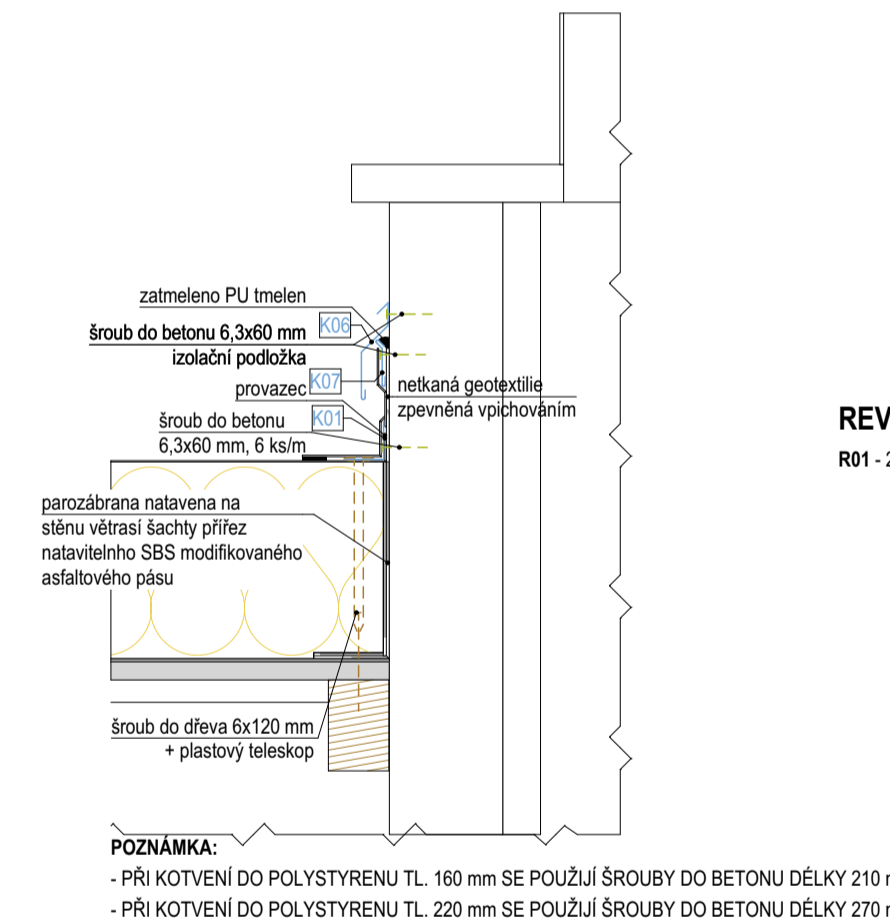 zatmeleno PU tmelen
K06
šroub do betonu 6,3x60 mm
izolační podložka
K07
provazec
netkaná geotextilie
zpevněná vpichováním
K01
šroub do betonu
6,3x60 mm, 6 ks/m
REV
R01 - 2
parozábrana natavena na
stěnu větrasí šachty přířez
natavitelnho SBS modifikovaného
asfaltového pásu
šroub do dřeva 6x120 mm
+ plastový teleskop
POZNÁMKA:
- PŘI KOTVENÍ DO POLYSTYRENU TL. 160 mm SE POUŽIJÍ ŠROUBY DO BETONU DÉLKY 210 m
- PŘI KOTVENÍ DO POLYSTYRENU TL. 220 mm SE POUŽIJÍ ŠROUBY DO BETONU DÉLKY 270 m